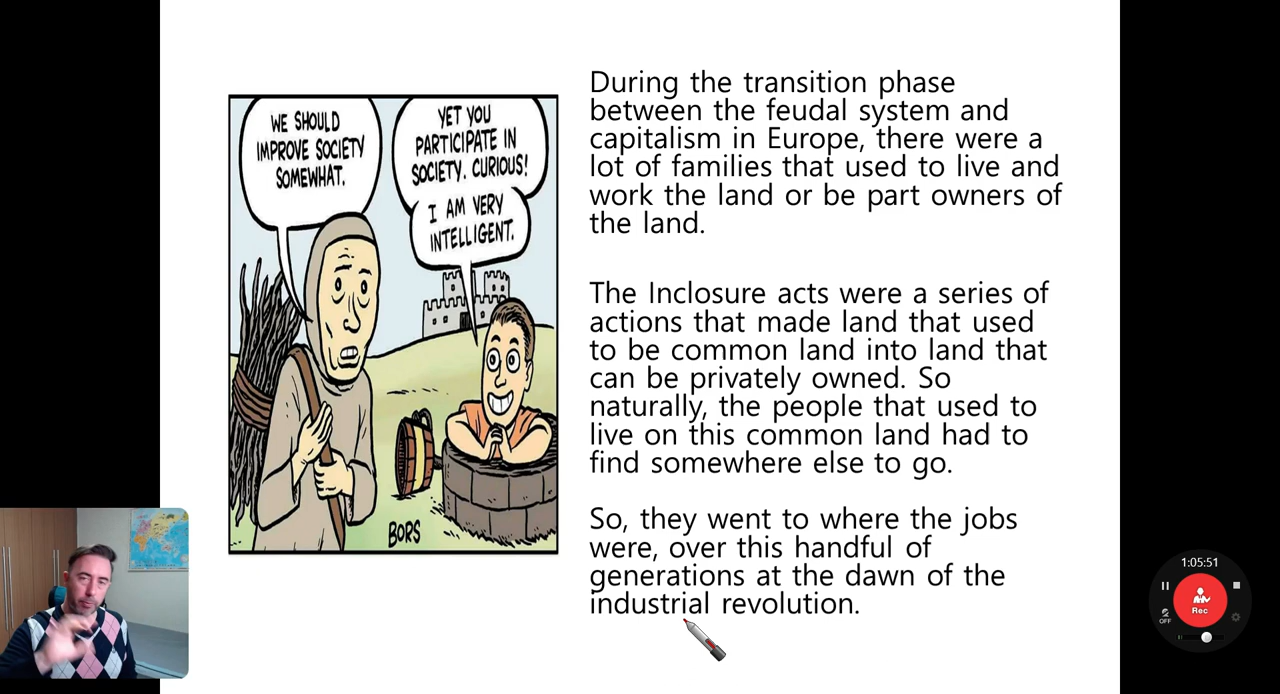 WE SHOULD
IMPROVE SOCIETY
SOMEWHAT.
YET YOU
PARTICIPATE IN
SOCIETY. CURIOUS!
I AM VERY
INTELLIGENT.
BORS
During the transition phase
between the feudal system and
capitalism in Europe, there were a
lot of families that used to live and
work the land or be part owners of
the land.
The Inclosure acts were a series of
actions that made land that used
to be common land into land that
can be privately owned. So
naturally, the people that used to
live on this common land had to
find somewhere else to go.
So, they went to where the jobs
were, over this handful of
generations at the dawn of the
industrial revolution.
1:05:51
Rec
OFF